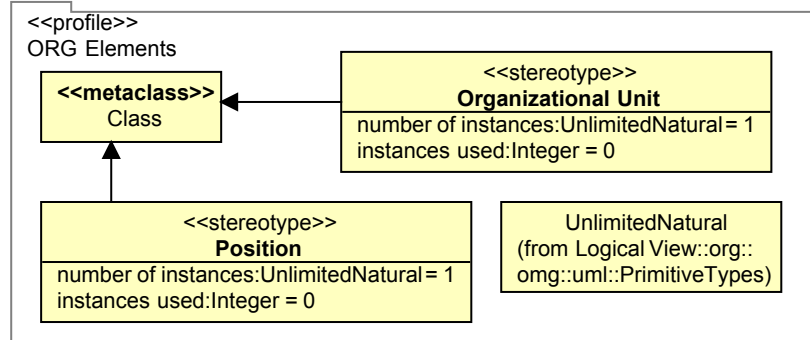 <<profile>>
ORG Elements
<<metaclass>>
Class
<<stereotype>>
Organizational Unit
number of instances:UnlimitedNatural = 1
instances used:Integer = 0
<<stereotype>>
Position
number of instances:UnlimitedNatural = 1
instances used:Integer = 0
UnlimitedNatural
(from Logical View::org::
omg::uml::PrimitiveTypes)